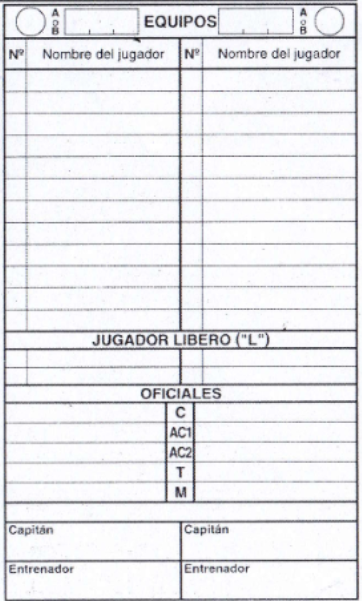 A o B EQUIPOS A o B
Nº Nombre del jugador Nº Nombre del jugador
JUGADOR LIBERO ("L")
OFICIALES
C
AC1
AC2
T
M
Capitán Capitán
Entrenador Entrenador